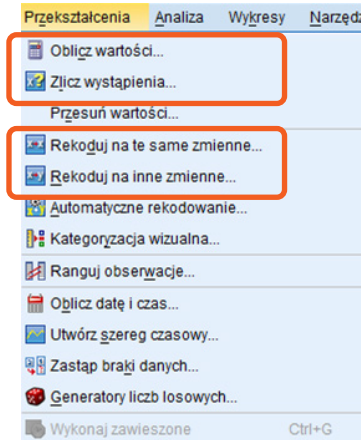 Przekształcenia Analiza Wykresy
Oblicz wartości...
Zlicz wystąpienia...
Przesuń wartości...
Rekoduj na te same zmienne...
Rekoduj na inne zmienne...
Automatyczne rekodowanie...
Kategoryzacja wizualna...
Ranguj obserwacje...
Oblicz datę i czas...
Utwórz szereg czasowy...
Zastąp braki danych...
Generatory liczb losowych...
Wykonaj zawieszone Ctrl+G